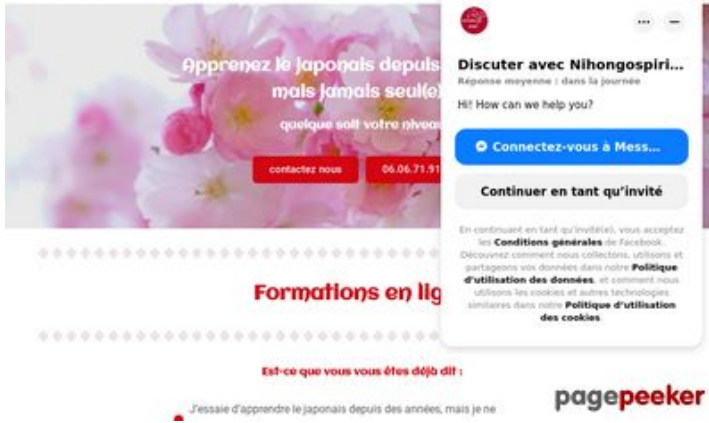 Apprenez le japonais depuis
mais jamais seul(e)
quelque soit votre niveau
contactez nous
06.06.71.91
Formations en lig
Est-ce que vous vous êtes déjà dit :
J'essaie d'apprendre le japonais depuis des années, mais je ne
Discuter avec Nihongospiri...
Réponse moyenne : dans la journée
Hi! How can we help you?
Connectez-vous à Mess...
Continuer en tant qu'invité
En continuant en tant qu'invité(e), vous acceptez
les Conditions générales de Facebook.
Découvrez comment nous collectons, utilisons et
partageons vos données dans notre Politique
d'utilisation des données, et comment nous
utilisons les cookies et autres technologies
similaires dans notre Politique d'utilisation
des cookies
pagepeeker